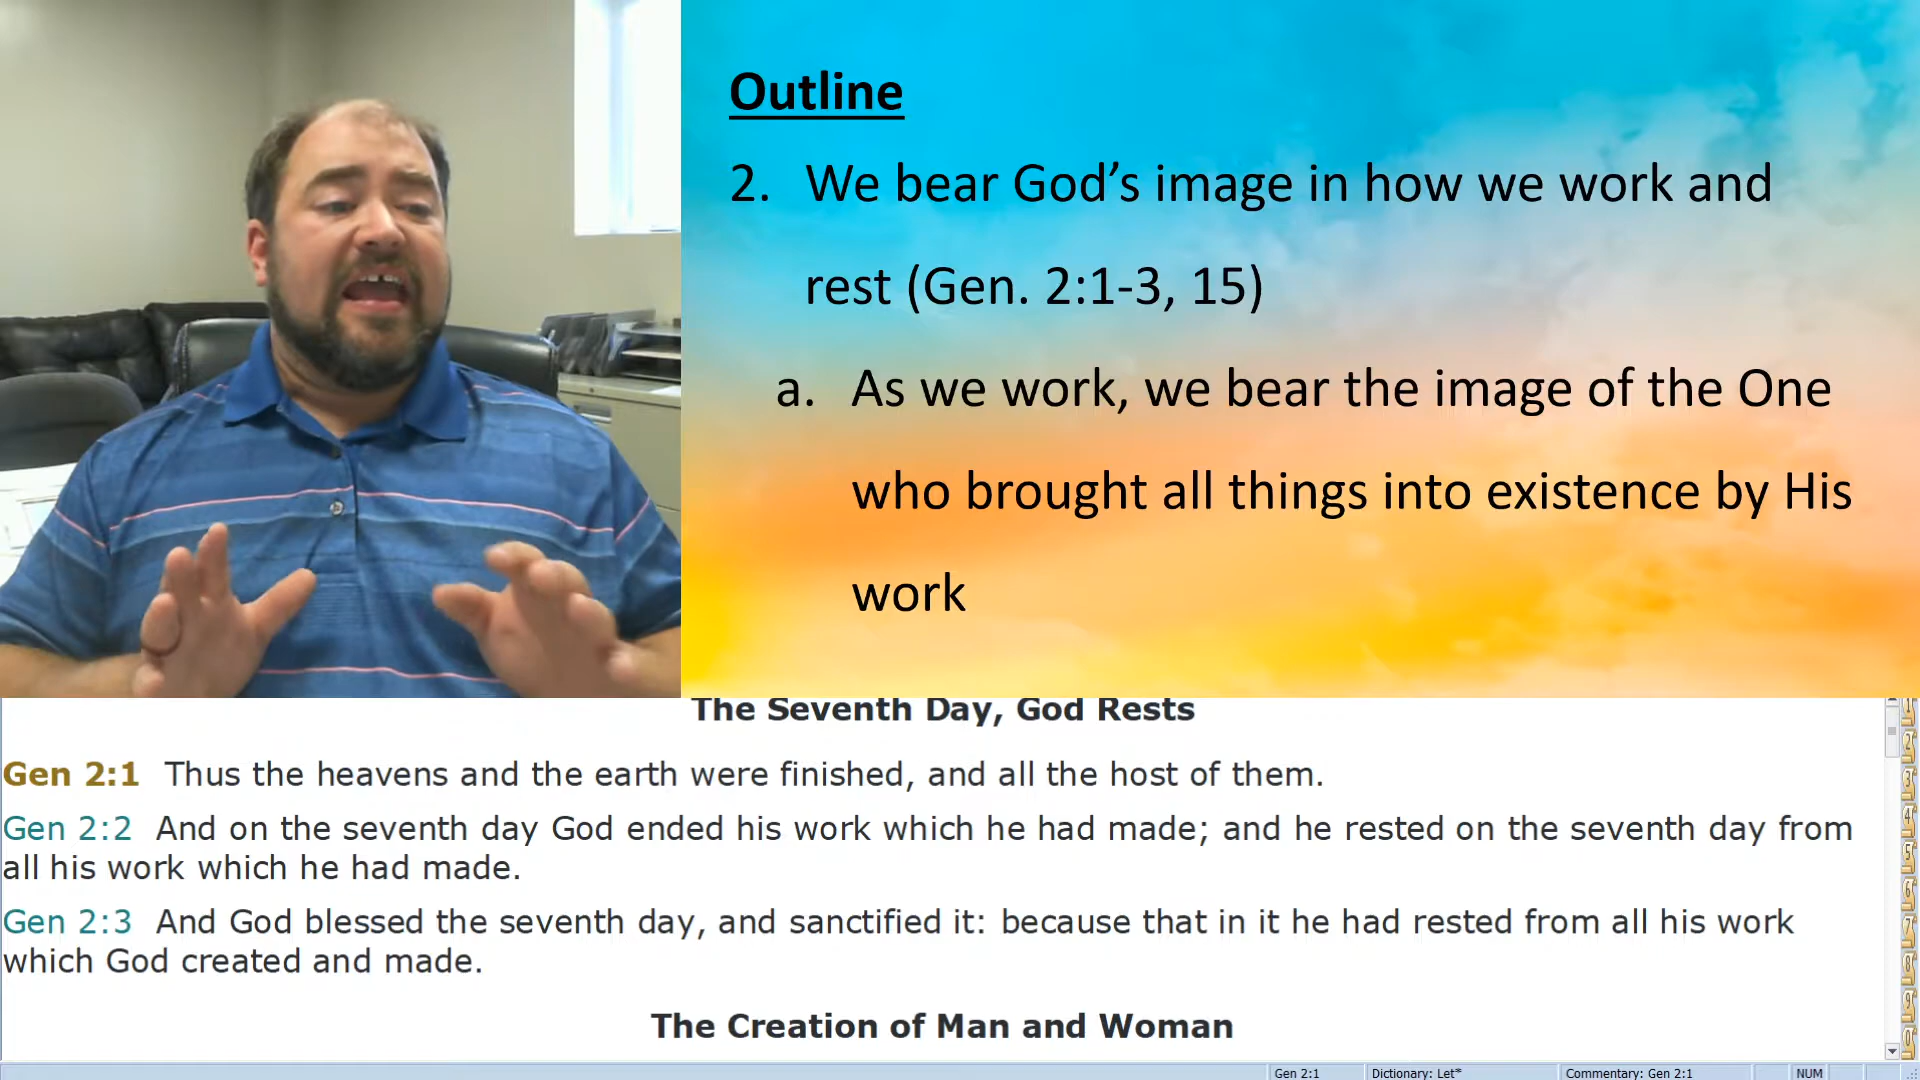 Outline
2. We bear God’s image in how we work and
rest (Gen. 2:1-3, 15)
a. As we work, we bear the image of the One
who brought all things into existence by His
work
The Seventh Day, God Rests
Gen 2:1 Thus the heavens and the earth were finished, and all the host of them.
Gen 2:2 And on the seventh day God ended his work which he had made; and he rested on the seventh day from
all his work which he had made.
Gen 2:3 And God blessed the seventh day, and sanctified it: because that in it he had rested from all his work
which God created and made.
The Creation of Man and Woman
Gen 2:1 Dictionary: Let* Commentary: Gen 2:1 NUM